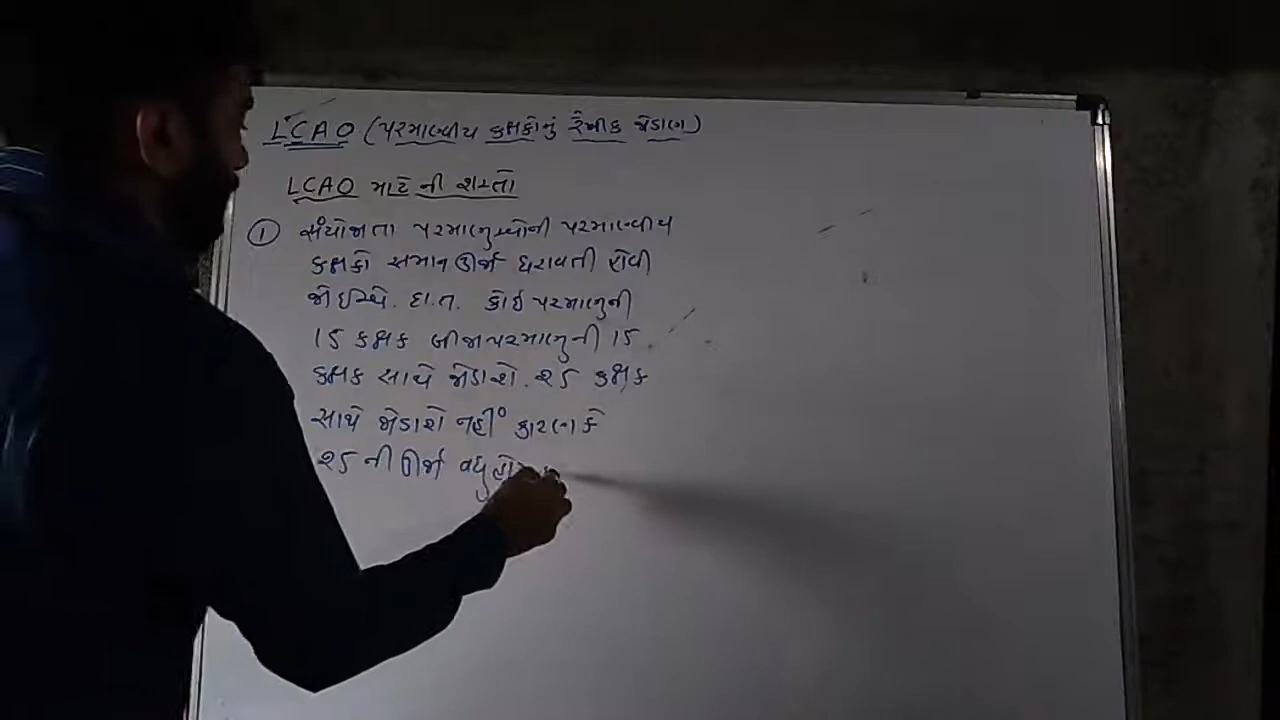 LCAO (પરમાણ્વીય કક્ષકોનું રેખીક જોડાણ)
LCAO માટે ની શરતો
① સંયોજાતા પરમાણુઓની પરમાણ્વીય
કક્ષકો સમાન ઊર્જા ધરાવતી હોવી
જોઈએ. દા.ત. કોઈ પરમાણુની
1S કક્ષક બીજા પરમાણુની 1S
કક્ષક સાથે જોડાશે. 2S કક્ષક
સાથે જોડાશે નહીં કારણ કે
2S ની ઊર્જા વધુ